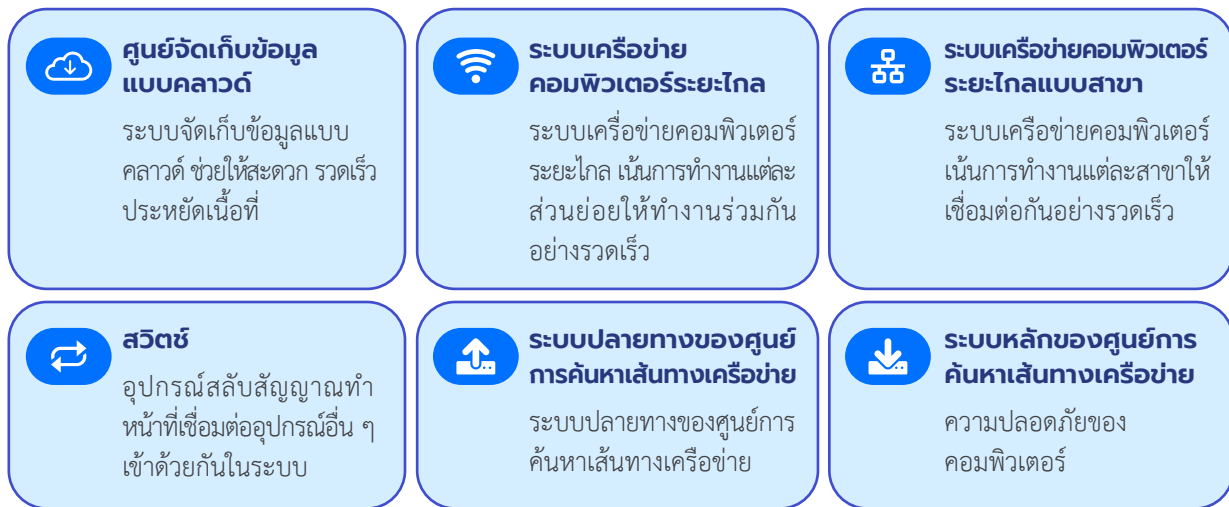 ศูนย์จัดเก็บข้อมูล
แบบคลาวด์
ระบบจัดเก็บข้อมูลแบบ
คลาวด์ ช่วยให้สะดวก รวดเร็ว
ประหยัดเนื้อที่
ระบบเครือข่าย
คอมพิวเตอร์ระยะไกล
ระบบเครื่อข่ายคอมพิวเตอร์
ระยะไกล เน้นการทำงานแต่ละ
ส่วนย่อยให้ทำงานร่วมกัน
อย่างรวดเร็ว
ระบบเครือข่ายคอมพิวเตอร์
ระยะไกลแบบสาขา
ระบบเครือข่ายคอมพิวเตอร์
เน้นการทำงานแต่ละสาขาให้
เชื่อมต่อกันอย่างรวดเร็ว
สวิตช์
อุปกรณ์สลับสัญญาณทำ
หน้าที่เชื่อมต่ออุปกรณ์อื่น ๆ
เข้าด้วยกันในระบบ
ระบบปลายทางของศูนย์
การค้นหาเส้นทางเครือข่าย
ระบบปลายทางของศูนย์การ
ค้นหาเส้นทางเครือข่าย
ระบบหลักของศูนย์การ
ค้นหาเส้นทางเครือข่าย
ความปลอดภัยของ
คอมพิวเตอร์